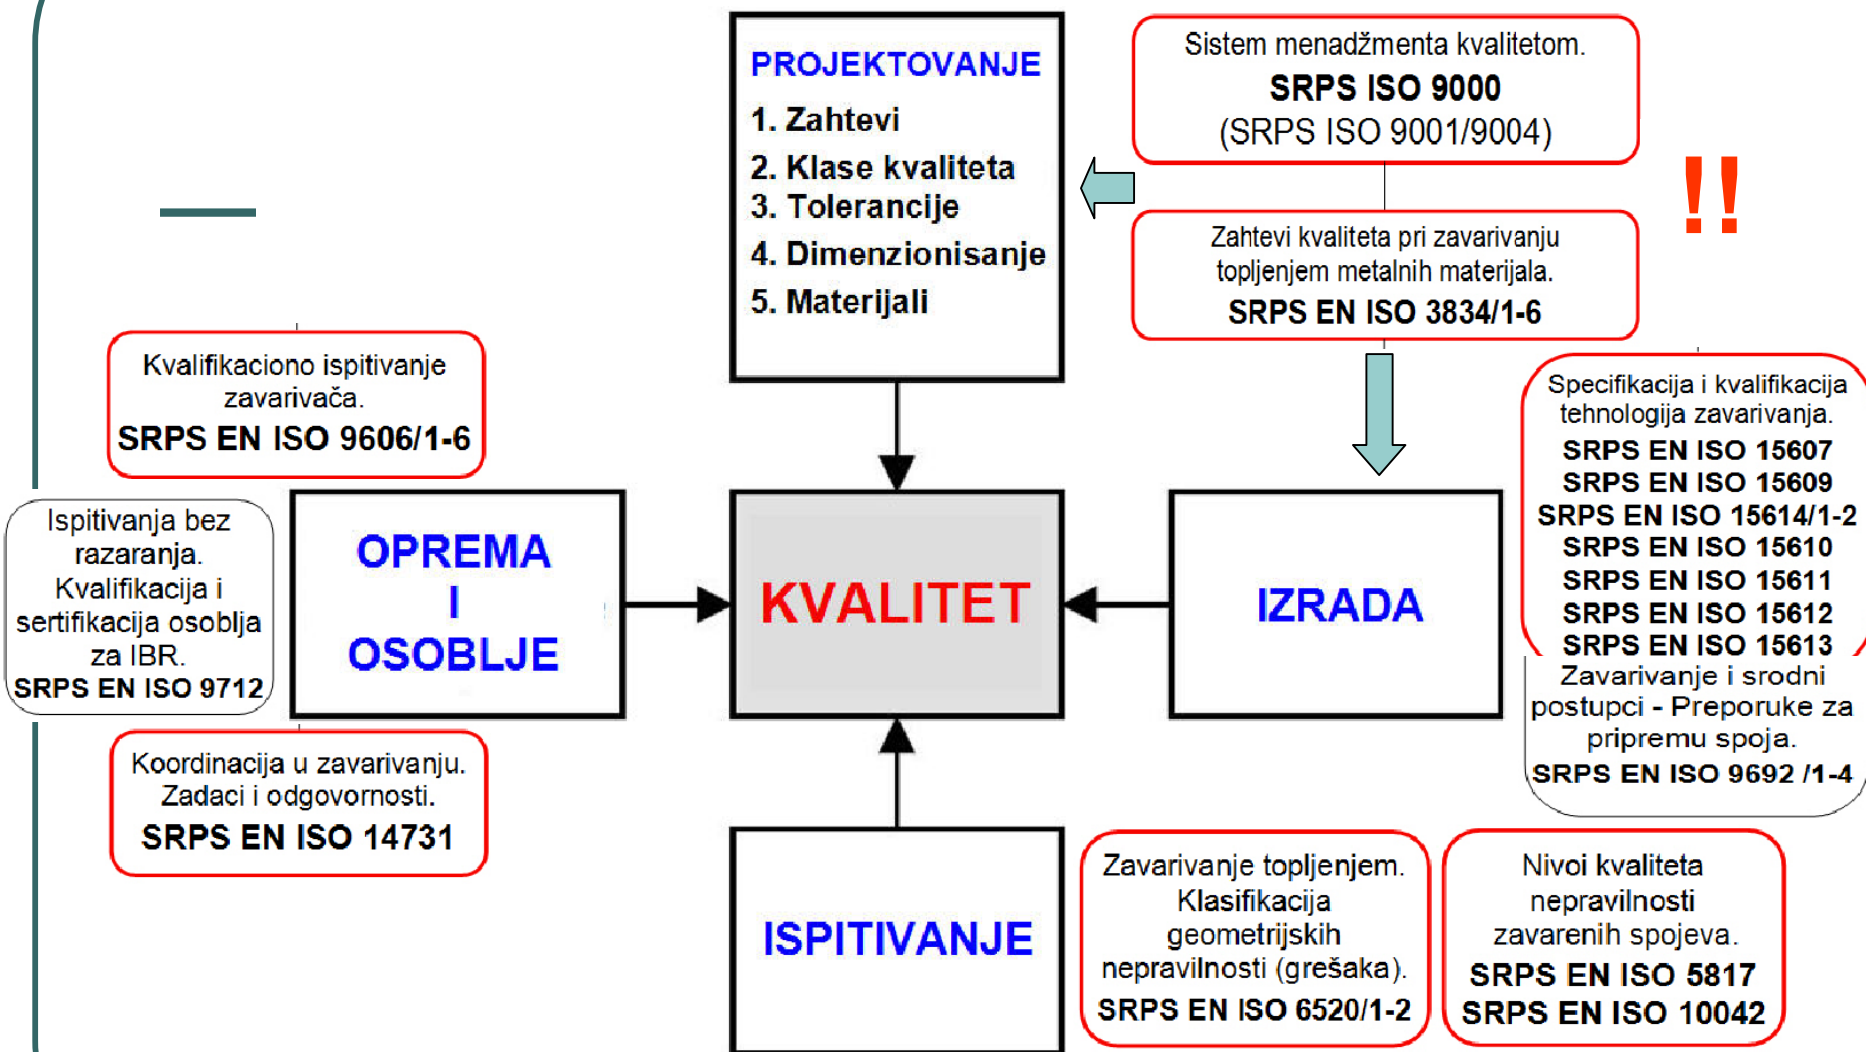 PROJEKTOVANJE
1. Zahtevi
2. Klase kvaliteta
3. Tolerancije
4. Dimenzionisanje
5. Materijali
Sistem menadžmenta kvalitetom.
SRPS ISO 9000
(SRPS ISO 9001/9004)
!!
Zahtevi kvaliteta pri zavarivanju
topljenjem metalnih materijala.
SRPS EN ISO 3834/1-6
Kvalifikaciono ispitivanje
zavarivača.
SRPS EN ISO 9606/1-6
Specifikacija i kvalifikacija
tehnologija zavarivanja.
SRPS EN ISO 15607
SRPS EN ISO 15609
SRPS EN ISO 15614/1-2
SRPS EN ISO 15610
SRPS EN ISO 15611
SRPS EN ISO 15612
SRPS EN ISO 15613
Ispitivanja bez
razaranja.
Kvalifikacija i
sertifikacija osoblja
za IBR.
SRPS EN ISO 9712
OPREMA
I
OSOBLJE
KVALITET
IZRADA
Zavarivanje i srodni
postupci - Preporuke za
pripremu spoja.
SRPS EN ISO 9692 /1-4
Koordinacija u zavarivanju.
Zadaci i odgovornosti.
SRPS EN ISO 14731
ISPITIVANJE
Zavarivanje topljenjem.
Klasifikacija
geometrijskih
nepravilnosti (grešaka).
SRPS EN ISO 6520/1-2
Nivoi kvaliteta
nepravilnosti
zavarenih spojeva.
SRPS EN ISO 5817
SRPS EN ISO 10042